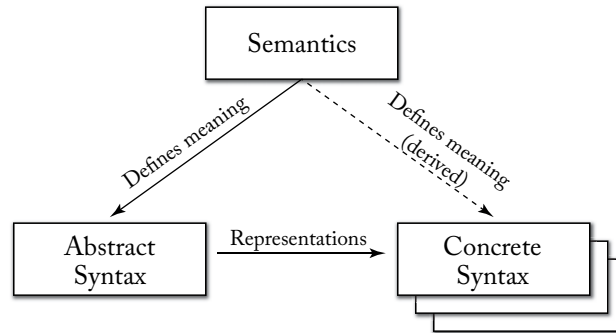 Semantics
Defines meaning
Defines meaning
(derived)
Abstract
Syntax
Representations
Concrete
Syntax